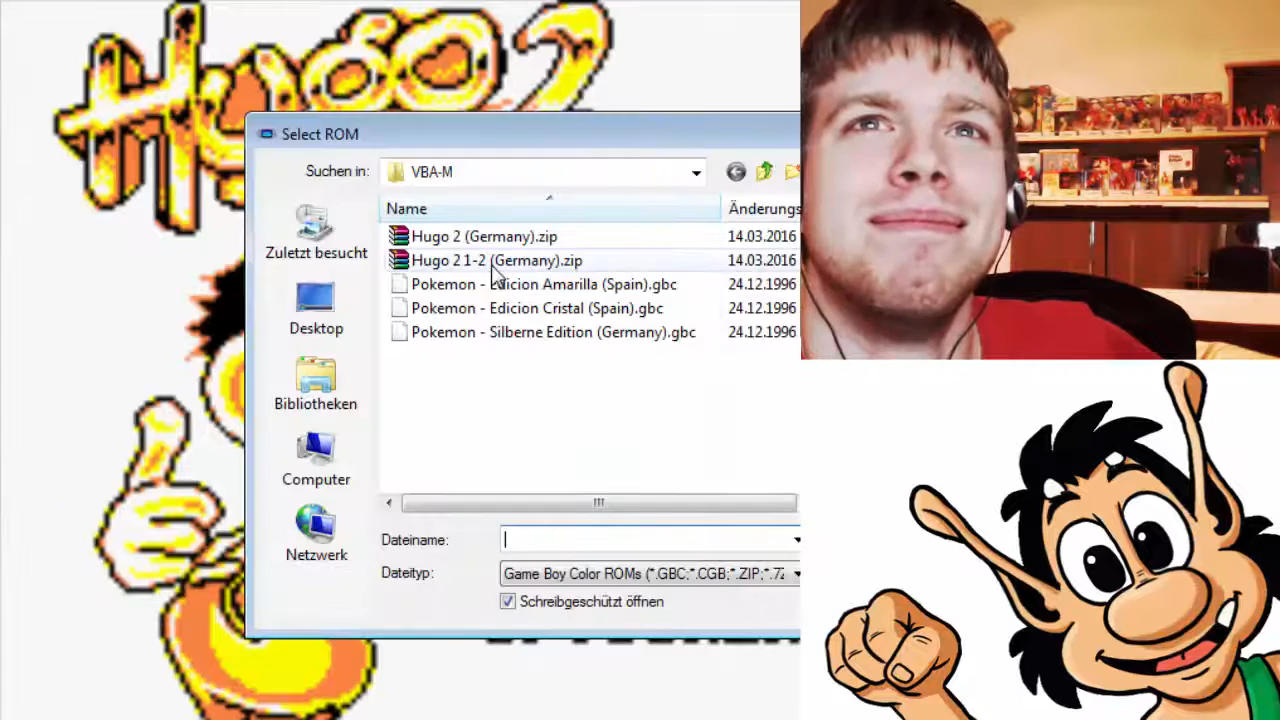 Hugo 2
Select ROM
Suchen in:
VBA-M
Name
Änderungs
Zuletzt besucht
Desktop
Bibliotheken
Computer
Netzwerk
Hugo 2 (Germany).zip
14.03.2016
Hugo 2 1-2 (Germany).zip
14.03.2016
Pokemon - Edicion Amarilla (Spain).gbc
24.12.1996
Pokemon - Edicion Cristal (Spain).gbc
24.12.1996
Pokemon - Silberne Edition (Germany).gbc
24.12.1996
Dateiname:
Dateityp:
Game Boy Color ROMs (*.GBC;*.CGB;*.ZIP;*.7z
Schreibgeschützt öffnen